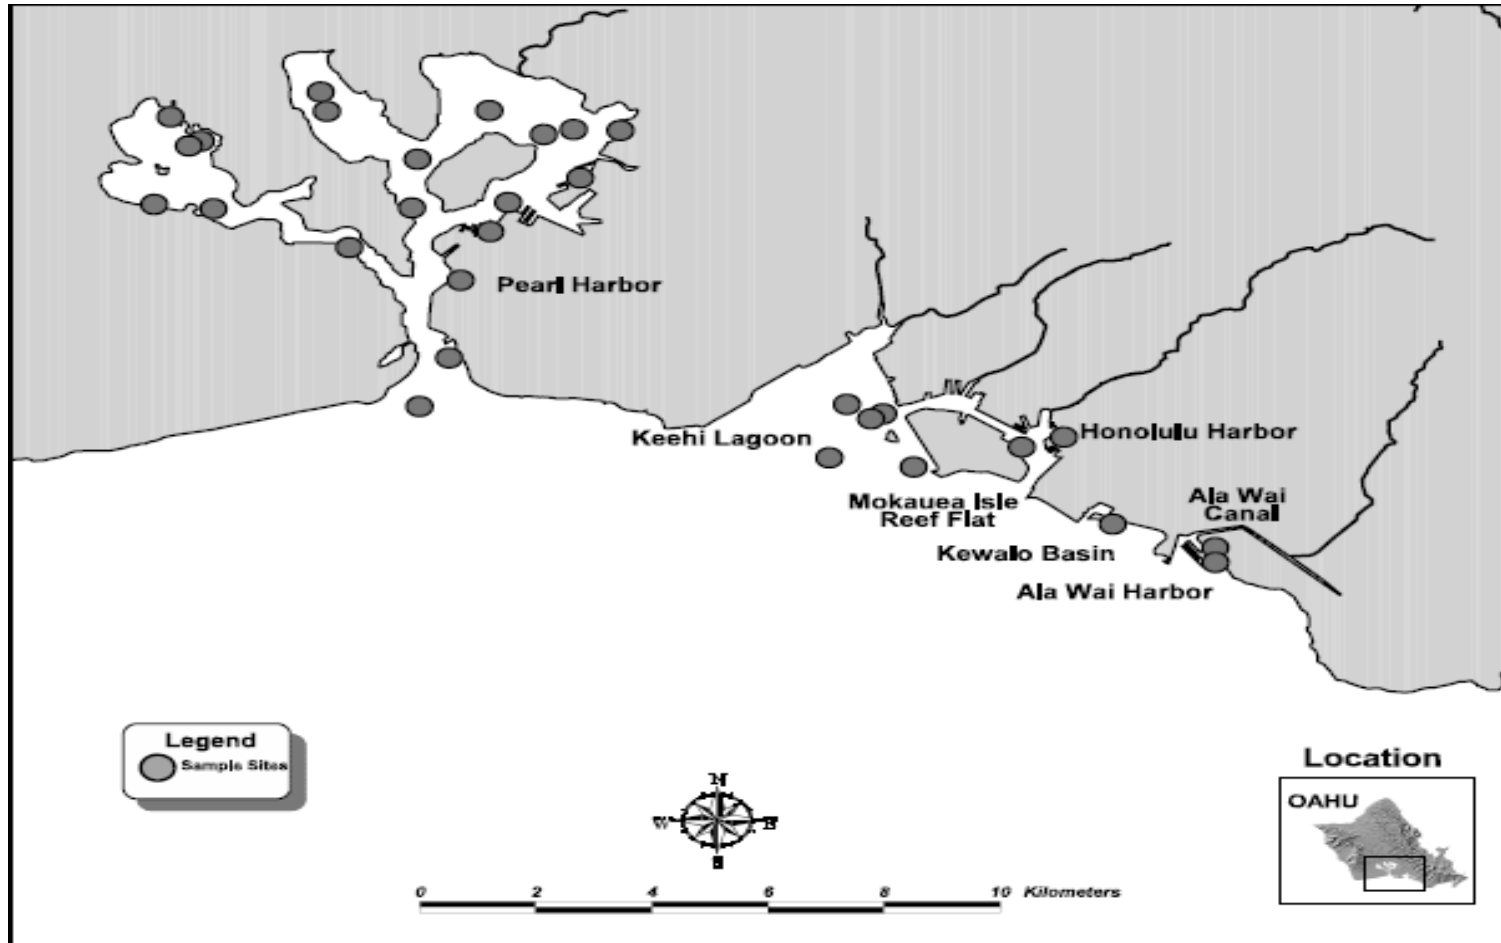 Pearl Harbor
Keehi Lagoon
Honolulu Harbor
Mokauea Isle
Reef Flat
Ala Wai
Canal
Kewalo Basin
Ala Wai Harbor
Legend
Sample Sites
N
W E
S
0 2 4 6 8 10 Kilometers
Location
OAHU